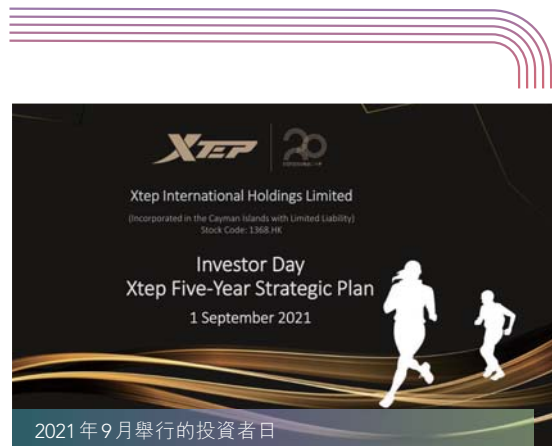 XTEP
20
Xtep International Holdings Limited
(Incorporated in the Cayman Islands with Limited Liability)
Stock Code: 1368.HK
Investor Day
Xtep Five-Year Strategic Plan
1 September 2021
2021年9月舉行的投資者日